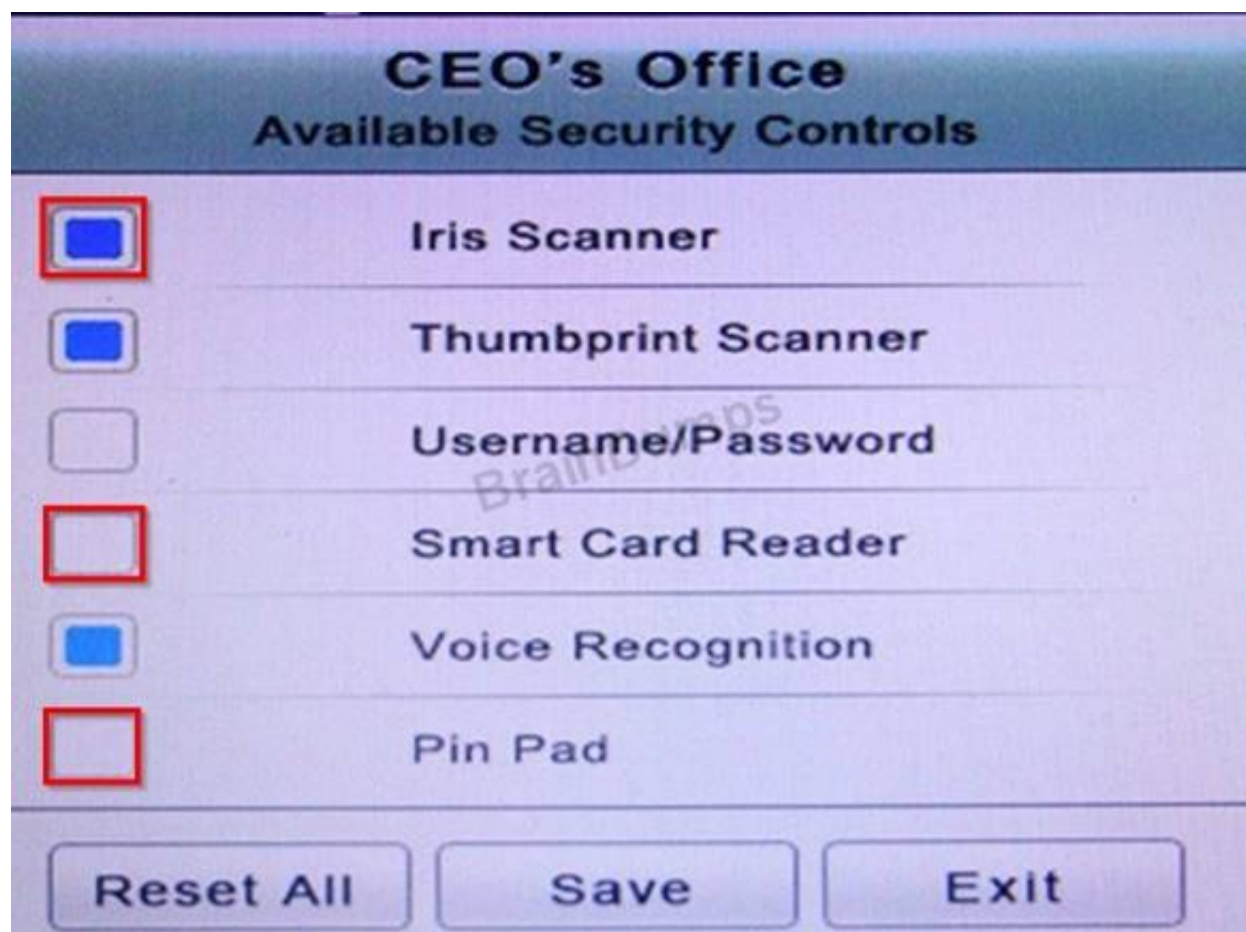 CEO's Office
Available Security Controls
Iris Scanner
Thumbprint Scanner
Username/Password
BrainDumps
Smart Card Reader
Voice Recognition
Pin Pad
Reset All
Save
Exit